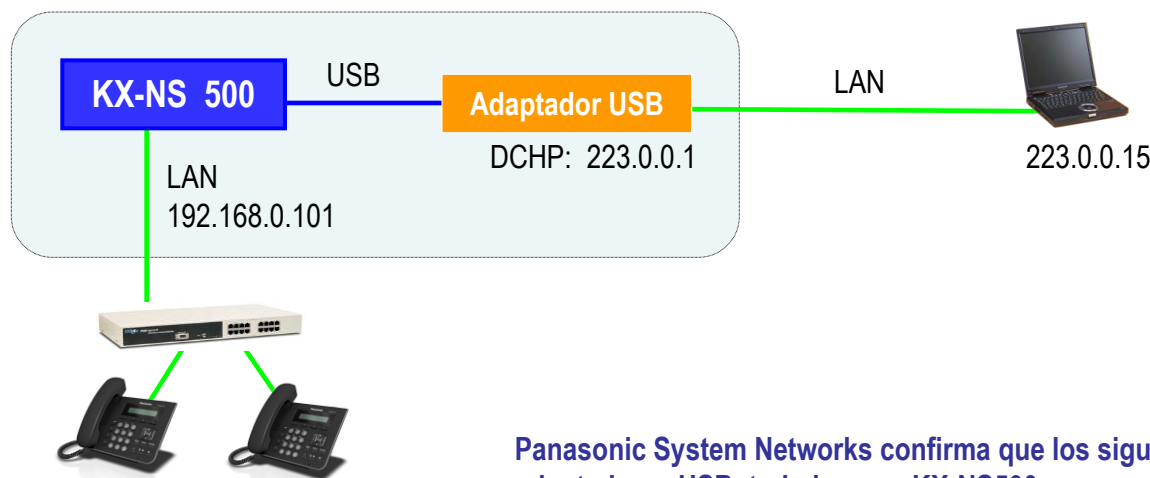 KX-NS 500
USB
Adaptador USB
LAN
DCHP: 223.0.0.1
223.0.0.15
LAN
192.168.0.101
Panasonic System Networks confirma que los sigu